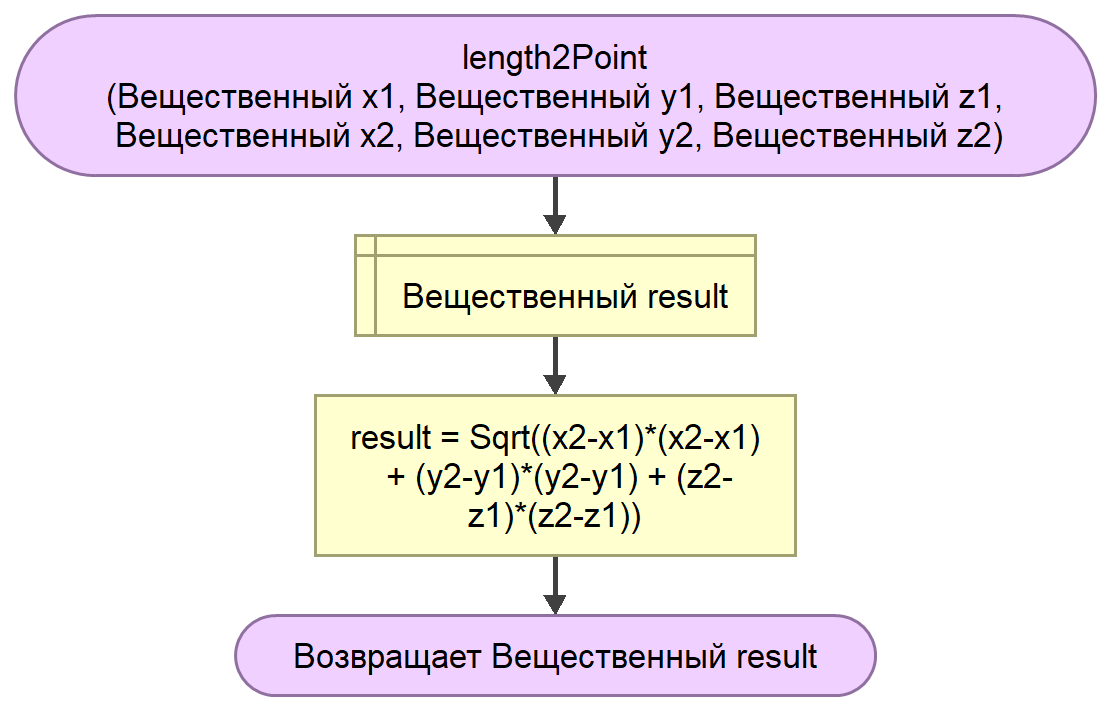 length2Point
(Вещественный x1, Вещественный y1, Вещественный z1,
Вещественный x2, Вещественный y2, Вещественный z2)
Вещественный result
result = Sqrt((x2-x1)*(x2-x1)
+ (y2-y1)*(y2-y1) + (z2-
z1)*(z2-z1))
Возвращает Вещественный result